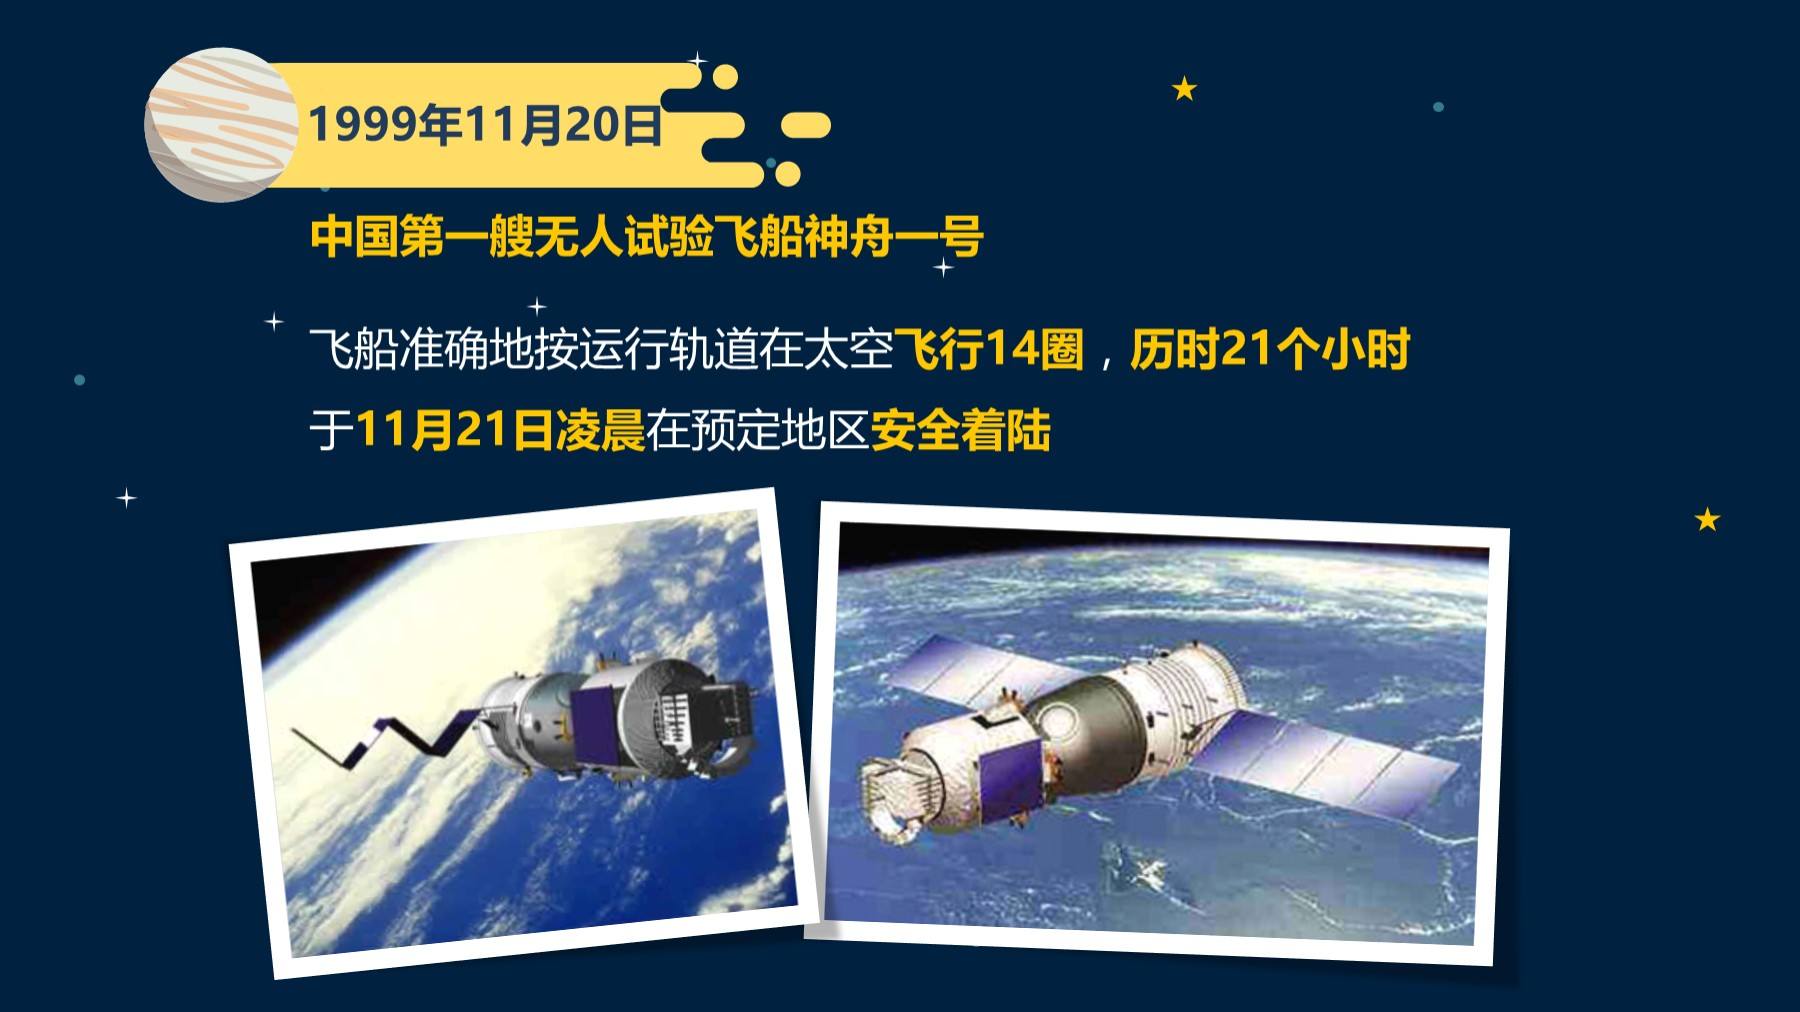 1999年11月20日
中国第一艘无人试验飞船神舟一号
飞船准确地按运行轨道在太空飞行14圈，历时21个小时
于11月21日凌晨在预定地区安全着陆